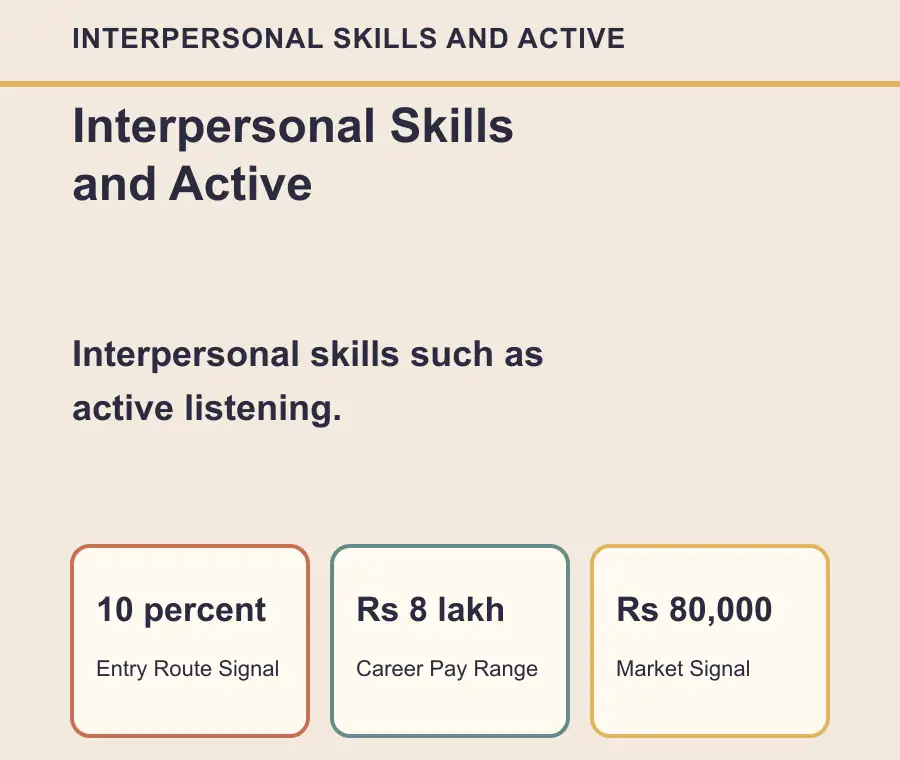 INTERPERSONAL SKILLS AND ACTIVE
Interpersonal Skills
and Active
Interpersonal skills such as
active listening.
10 percent
Entry Route Signal
Rs 8 lakh
Career Pay Range
Rs 80,000
Market Signal